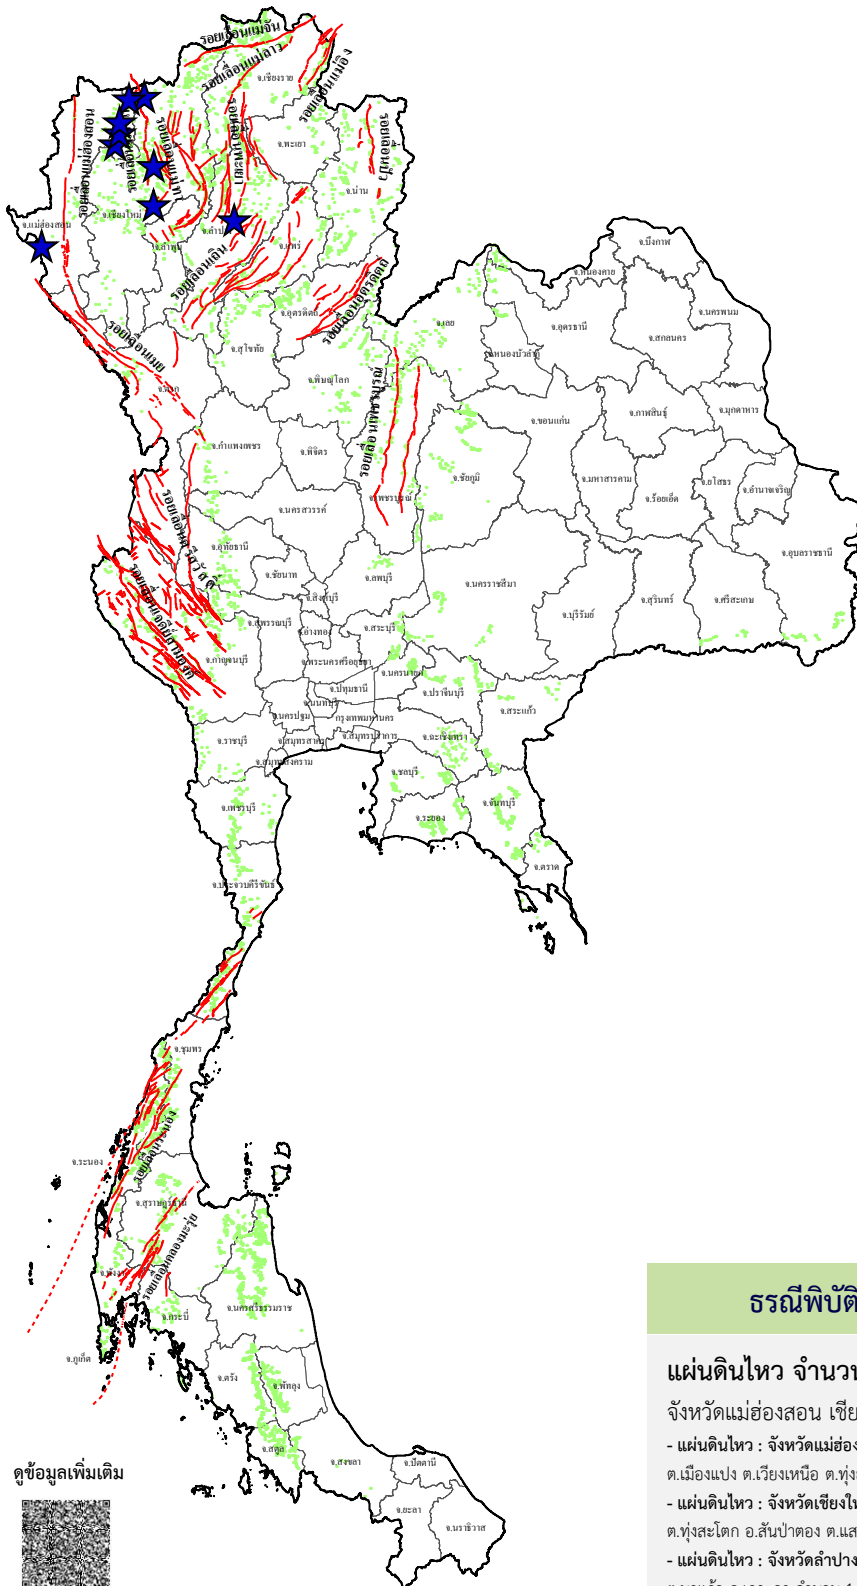 รอยเลื่อนแม่จัน
รอยเลื่อนแม่ลาว
รอยเลื่อนแม่อิง
จ.เชียงราย
รอยเลื่อนแม่ฮ่องสอน
รอยเลื่อนแม่ทา
รอยเลื่อนพะเยา
จ.พะเยา
รอยเลื่อนปัว
จ.น่าน
จ.เชียงใหม่
จ.แม่ฮ่องสอน
จ.ลำพูน
จ.แพร่
รอยเลื่อนเถิน
รอยเลื่อนอุตรดิตถ์
จ.อุตรดิตถ์
รอยเลื่อนเมย
จ.สุโขทัย
จ.ตาก
จ.พิษณุโลก
รอยเลื่อนเพชรบูรณ์
จ.เลย
จ.บึงกาฬ
จ.หนองคาย
จ.นครพนม
จ.อุดรธานี
จ.สกลนคร
จ.หนองบัวลำภู
จ.กำแพงเพชร
จ.พิจิตร
จ.ขอนแก่น
จ.กาฬสินธุ์
จ.มุกดาหาร
จ.ชัยภูมิ
จ.มหาสารคาม
จ.ร้อยเอ็ด
จ.ยโสธร
จ.อำนาจเจริญ
จ.เพชรบูรณ์
จ.นครสวรรค์
รอยเลื่อนศรีสวัสดิ์
จ.อุทัยธานี
จ.ชัยนาท
จ.ลพบุรี
จ.นครราชสีมา
จ.บุรีรัมย์
จ.สุรินทร์
จ.ศรีสะเกษ
จ.อุบลราชธานี
รอยเลื่อนเจดีย์สามองค์
จ.สิงห์บุรี
จ.สุพรรณบุรี
จ.อ่างทอง
จ.สระบุรี
จ.กาญจนบุรี
จ.พระนครศรีอยุธยา
จ.นครนายก
จ.ปทุมธานี
จ.ปราจีนบุรี
จ.นนทบุรี
จ.สระแก้ว
จ.นครปฐม
กรุงเทพมหานคร
จ.ราชบุรี
จ.สมุทรสาคร
จ.สมุทรปราการ
จ.ฉะเชิงเทรา
จ.สมุทรสงคราม
จ.ชลบุรี
จ.เพชรบุรี
จ.ระยอง
จ.จันทบุรี
จ.ตราด
จ.ประจวบคีรีขันธ์
จ.ชุมพร
รอยเลื่อนระนอง
จ.ระนอง
จ.สุราษฎร์ธานี
รอยเลื่อนคลองมะรุ่ย
จ.พังงา
จ.กระบี่
จ.นครศรีธรรมราช
จ.ภูเก็ต
จ.ตรัง
จ.พัทลุง
จ.สตูล
จ.สงขลา
จ.ปัตตานี
จ.ยะลา
จ.นราธิวาส
ดูข้อมูลเพิ่มเติม
ธรณีพิบัติ
แผ่นดินไหว จำนวน
จังหวัดแม่ฮ่องสอน เชีย
- แผ่นดินไหว : จังหวัดแม่ฮ่อง
ต.เมืองแปง ต.เวียงเหนือ ต.ทุ่ง
- แผ่นดินไหว : จังหวัดเชียงให
ต.ทุ่งสะโตก อ.สันป่าตอง ต.แส
- แผ่นดินไหว : จังหวัดลำปาง